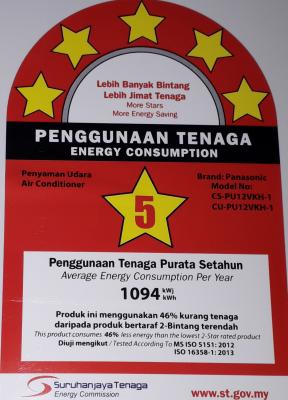 Lebih Banyak Bintang
Lebih Jimat Tenaga
More Stars
More Energy Saving
PENGGUNAAN TENAGA
ENERGY CONSUMPTION
Penyaman Udara
Air Conditioner
Brand: Panasonic
Model No:
CS-PU12VKH-1
CU-PU12VKH-1
5
Penggunaan Tenaga Purata Setahun
Average Energy Consumption Per Year
1094 kWj
kWh
Produk ini menggunakan 46% kurang tenaga
daripada produk bertaraf 2-Bintang terendah
This product consumes 46% less energy than the lowest 2-Star rated product
Diuji mengikut / Tested According To MS ISO 5151: 2012
ISO 16358-1: 2013
Suruhanjaya Tenaga
Energy Commission
www.st.gov.my